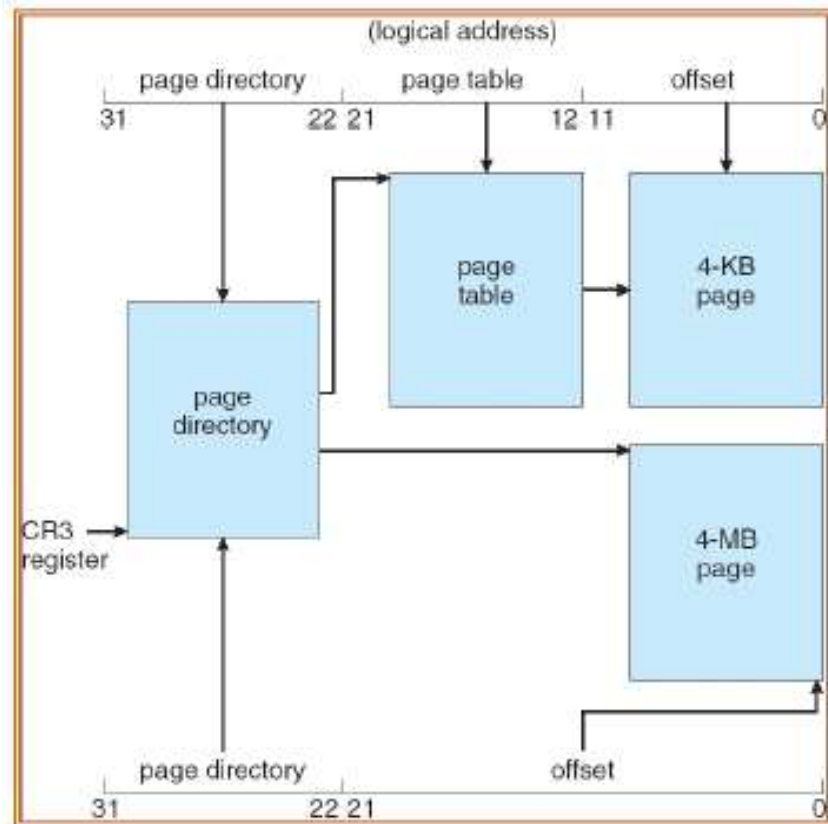 (logical address)
page directory page table offset
31 22 21 12 11 0
page
table
4-KB
page
page
directory
CR3
register
4-MB
page
page directory offset
31 22 21 0